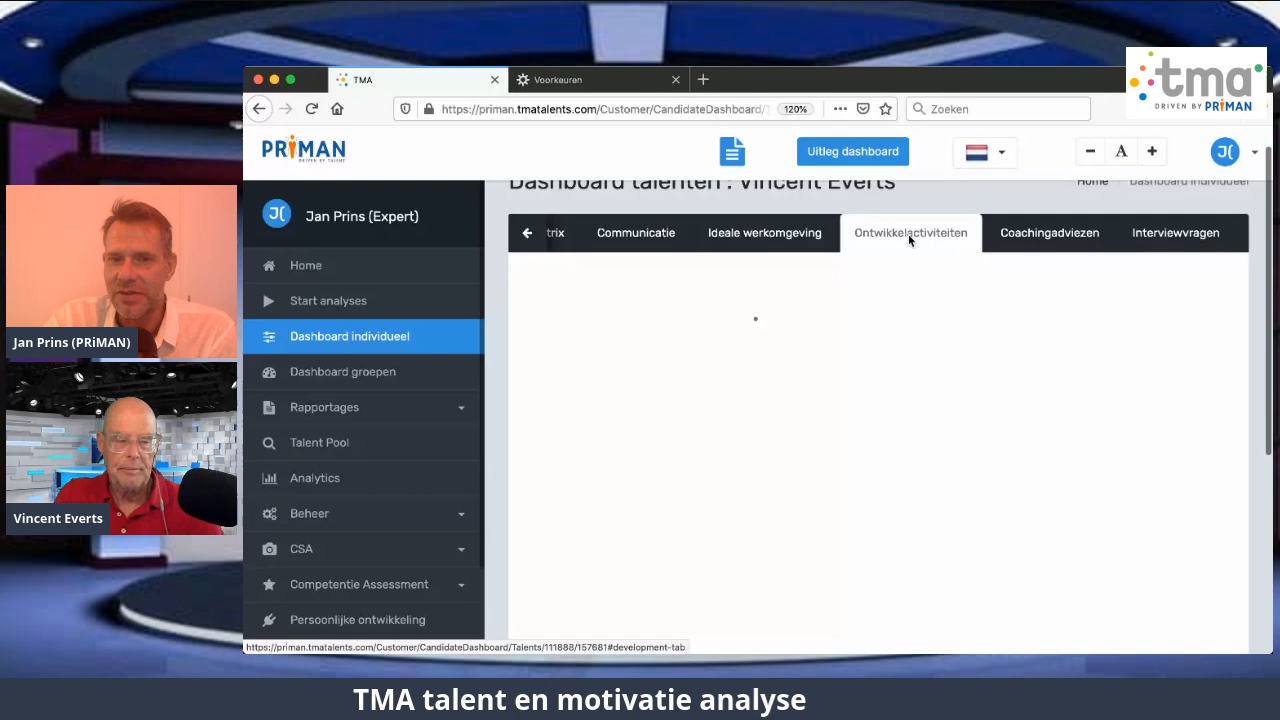 TMA
Voorkeuren
tma
DRIVEN BY PRiMAN
https://priman.tmatalents.com/Customer/CandidateDashboard/T
120%
Zoeken
PRiMAN
DRIVEN BY TALENT
Uitleg dashboard
A
J(
Dashboard talenten : Vincent Everts
Home
Dashboard individueel
J(
Jan Prins (Expert)
trix
Communicatie
Ideale werkomgeving
Ontwikkelactiviteiten
Coachingadviezen
Interviewvragen
Home
Start analyses
Dashboard individueel
Dashboard groepen
Rapportages
Talent Pool
Analytics
Beheer
CSA
Competentie Assessment
Persoonlijke ontwikkeling
https://priman.tmatalents.com/Customer/CandidateDashboard/Talents/111888/157681#development-tab
Jan Prins (PRiMAN)
Vincent Everts
TMA talent en motivatie analyse